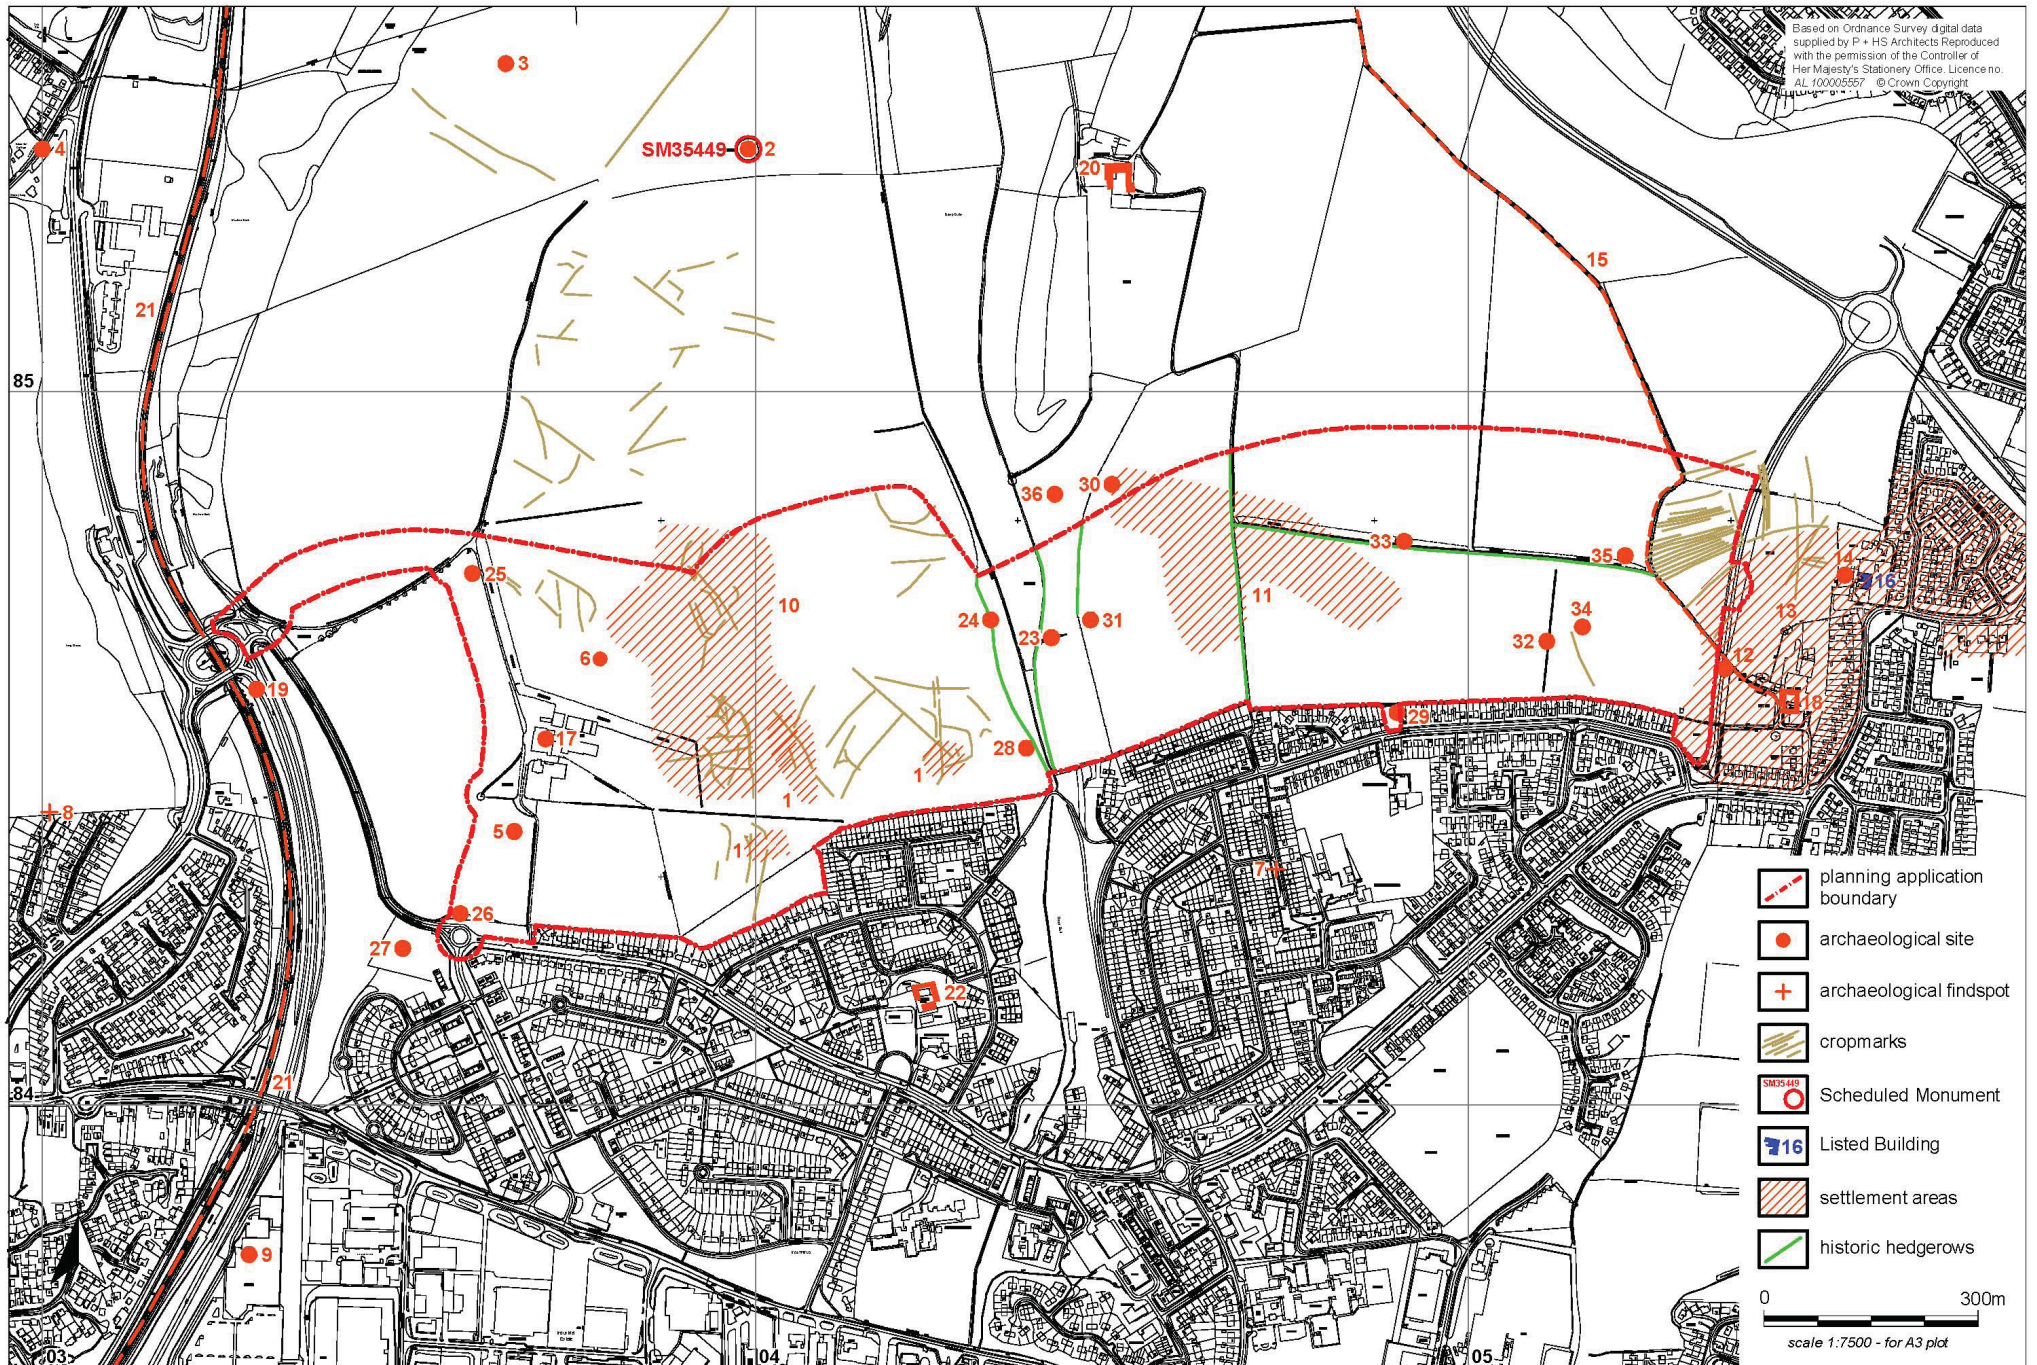 Based on Ordnance Survey digital data
supplied by P + HS Architects Reproduced
with the permission of the Controller of
Her Majesty's Stationery Office. Licence no.
AL 100005557 © Crown Copyright
3
4
SM35449
2
20
15
21
85
36
30
33
35
14
16
25
10
11
13
24
31
34
23
32
12
6
19
18
29
17
28
1
1
8
5
1
7
26
27
22
21
84
9
03
04
05
planning application
boundary
archaeological site
archaeological findspot
cropmarks
SM35449
Scheduled Monument
16
Listed Building
settlement areas
historic hedgerows
0 300m
scale 1:7500 - for A3 plot